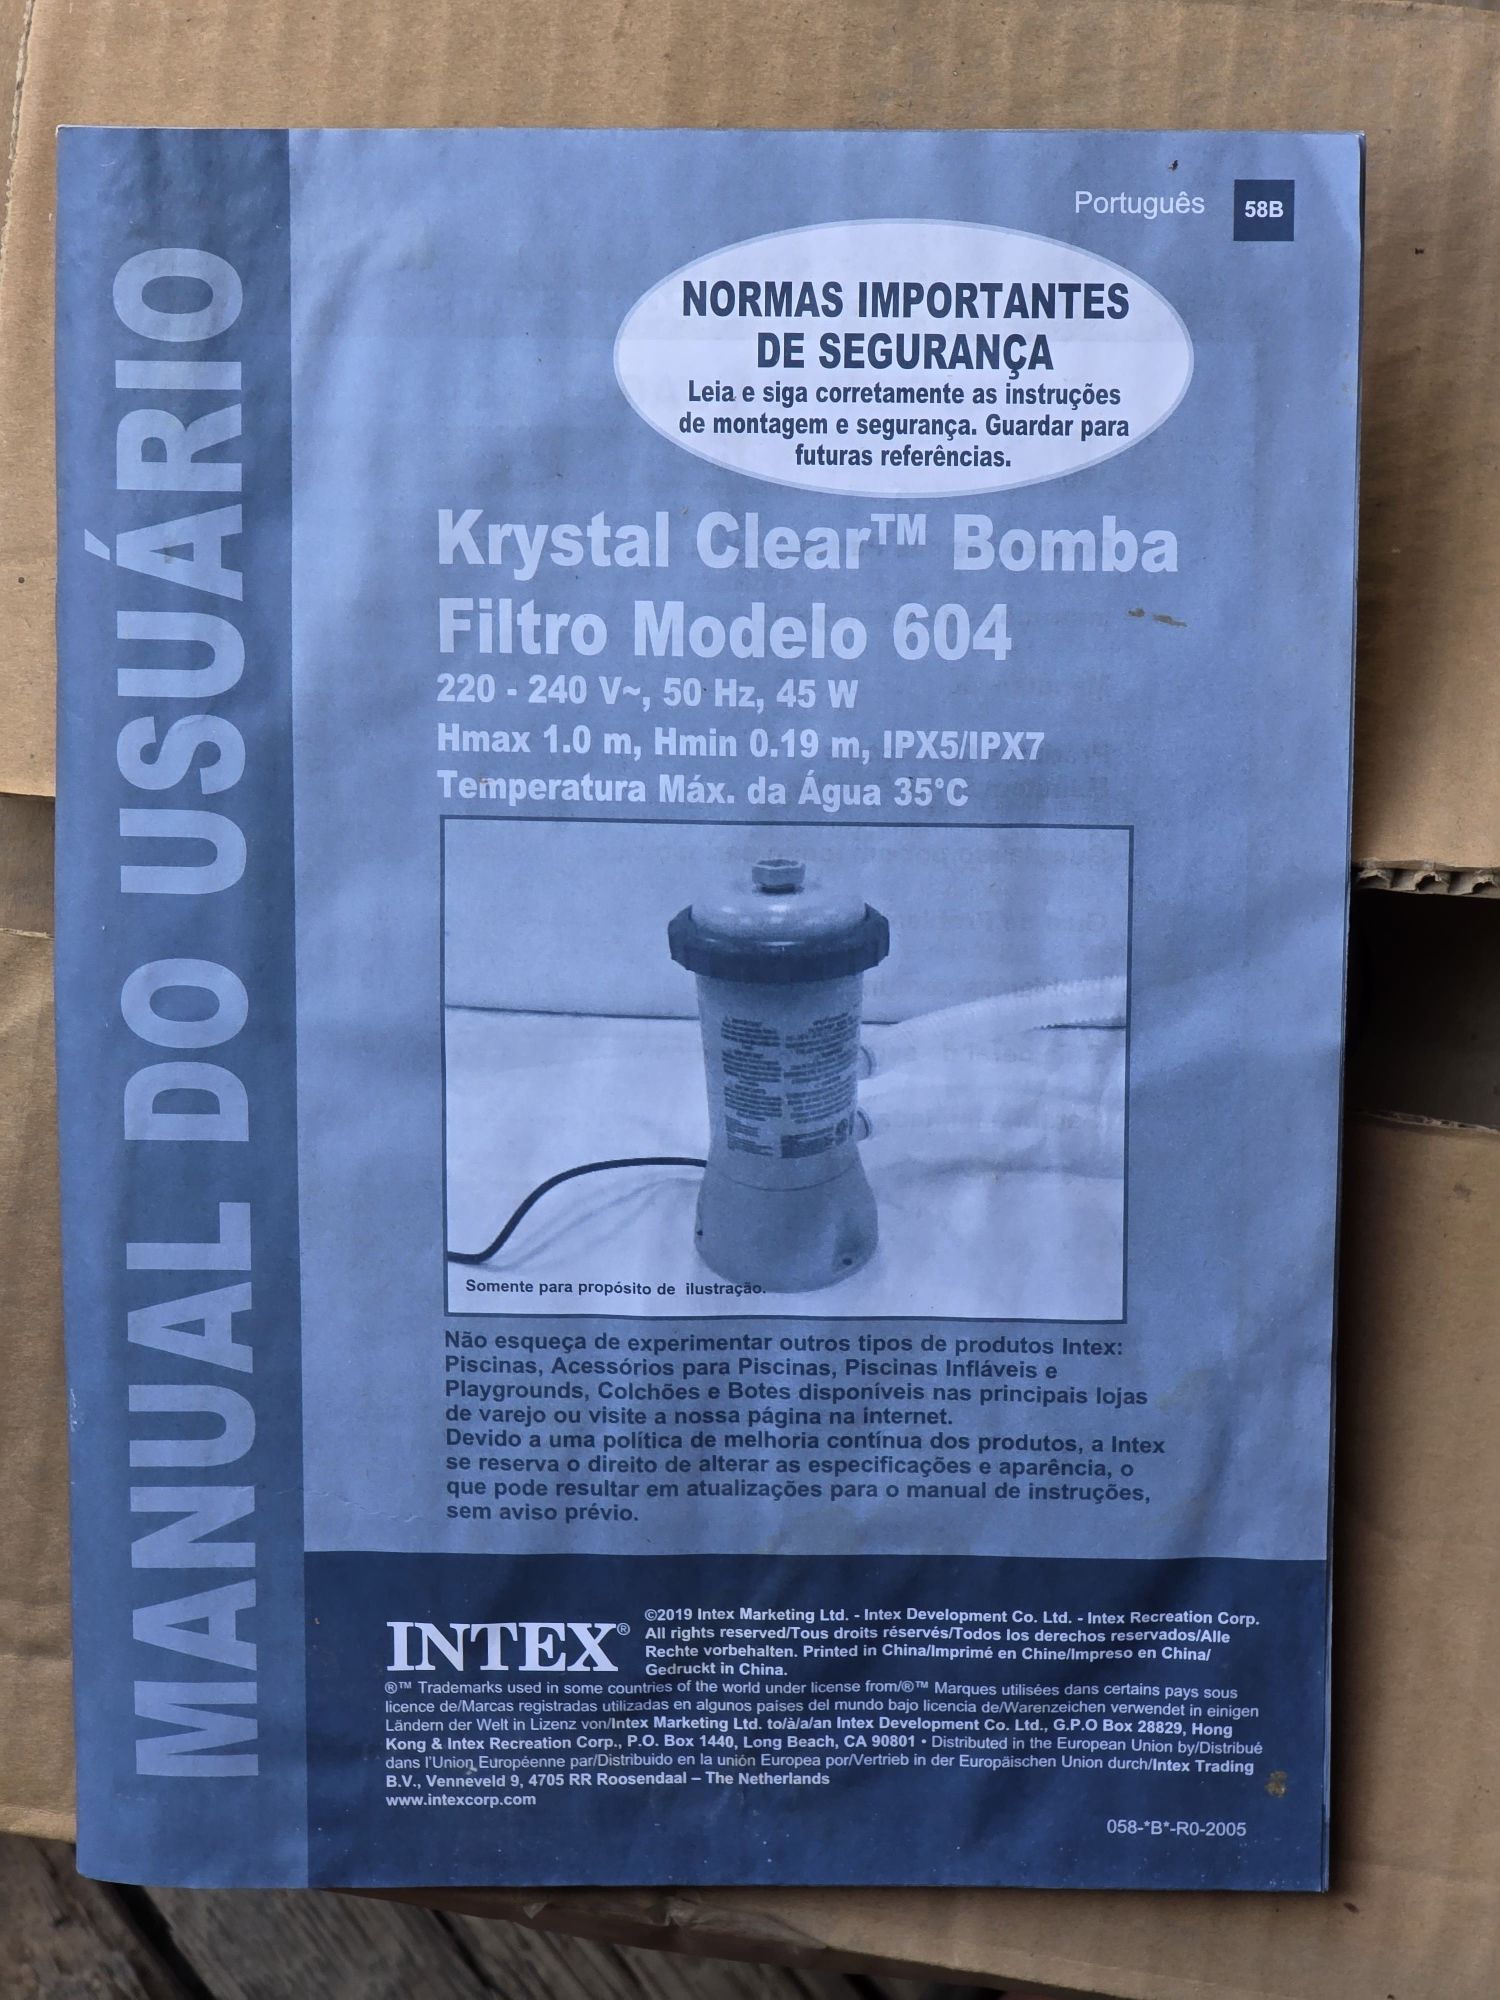 Português 58B
NORMAS IMPORTANTES
DE SEGURANÇA
Leia e siga corretamente as instruções
de montagem e segurança. Guardar para
futuras referências.
MANUAL DO USUÁRIO
Krystal Clear™ Bomba
Filtro Modelo 604
220 - 240 V~, 50 Hz, 45 W
Hmax 1.0 m, Hmin 0.19 m, IPX5/IPX7
Temperatura Máx. da Água 35°C
Somente para propósito de ilustração.
Não esqueça de experimentar outros tipos de produtos Intex:
Piscinas, Acessórios para Piscinas, Piscinas Infláveis e
Playgrounds, Colchões e Botes disponíveis nas principais lojas
de varejo ou visite a nossa página na internet.
Devido a uma política de melhoria contínua dos produtos, a Intex
se reserva o direito de alterar as especificações e aparência, o
que pode resultar em atualizações para o manual de instruções,
sem aviso prévio.
INTEX®
©2019 Intex Marketing Ltd. - Intex Development Co. Ltd. - Intex Recreation Corp.
All rights reserved/Tous droits réservés/Todos los derechos reservados/Alle
Rechte vorbehalten. Printed in China/Imprimé en Chine/Impreso en China/
Gedruckt in China.
®™ Trademarks used in some countries of the world under license from/®™ Marques utilisées dans certains pays sous
licence de/Marcas registradas utilizadas en algunos países del mundo bajo licencia de/Warenzeichen verwendet in einigen
Ländern der Welt in Lizenz von/Intex Marketing Ltd. to/à/a/an Intex Development Co. Ltd., G.P.O Box 28829, Hong
Kong & Intex Recreation Corp., P.O. Box 1440, Long Beach, CA 90801 • Distributed in the European Union by/Distribué
dans l'Union Européenne par/Distribuido en la unión Europea por/Vertrieb in der Europäischen Union durch/Intex Trading
B.V., Venneveld 9, 4705 RR Roosendaal – The Netherlands
www.intexcorp.com
058-*B*-R0-2005